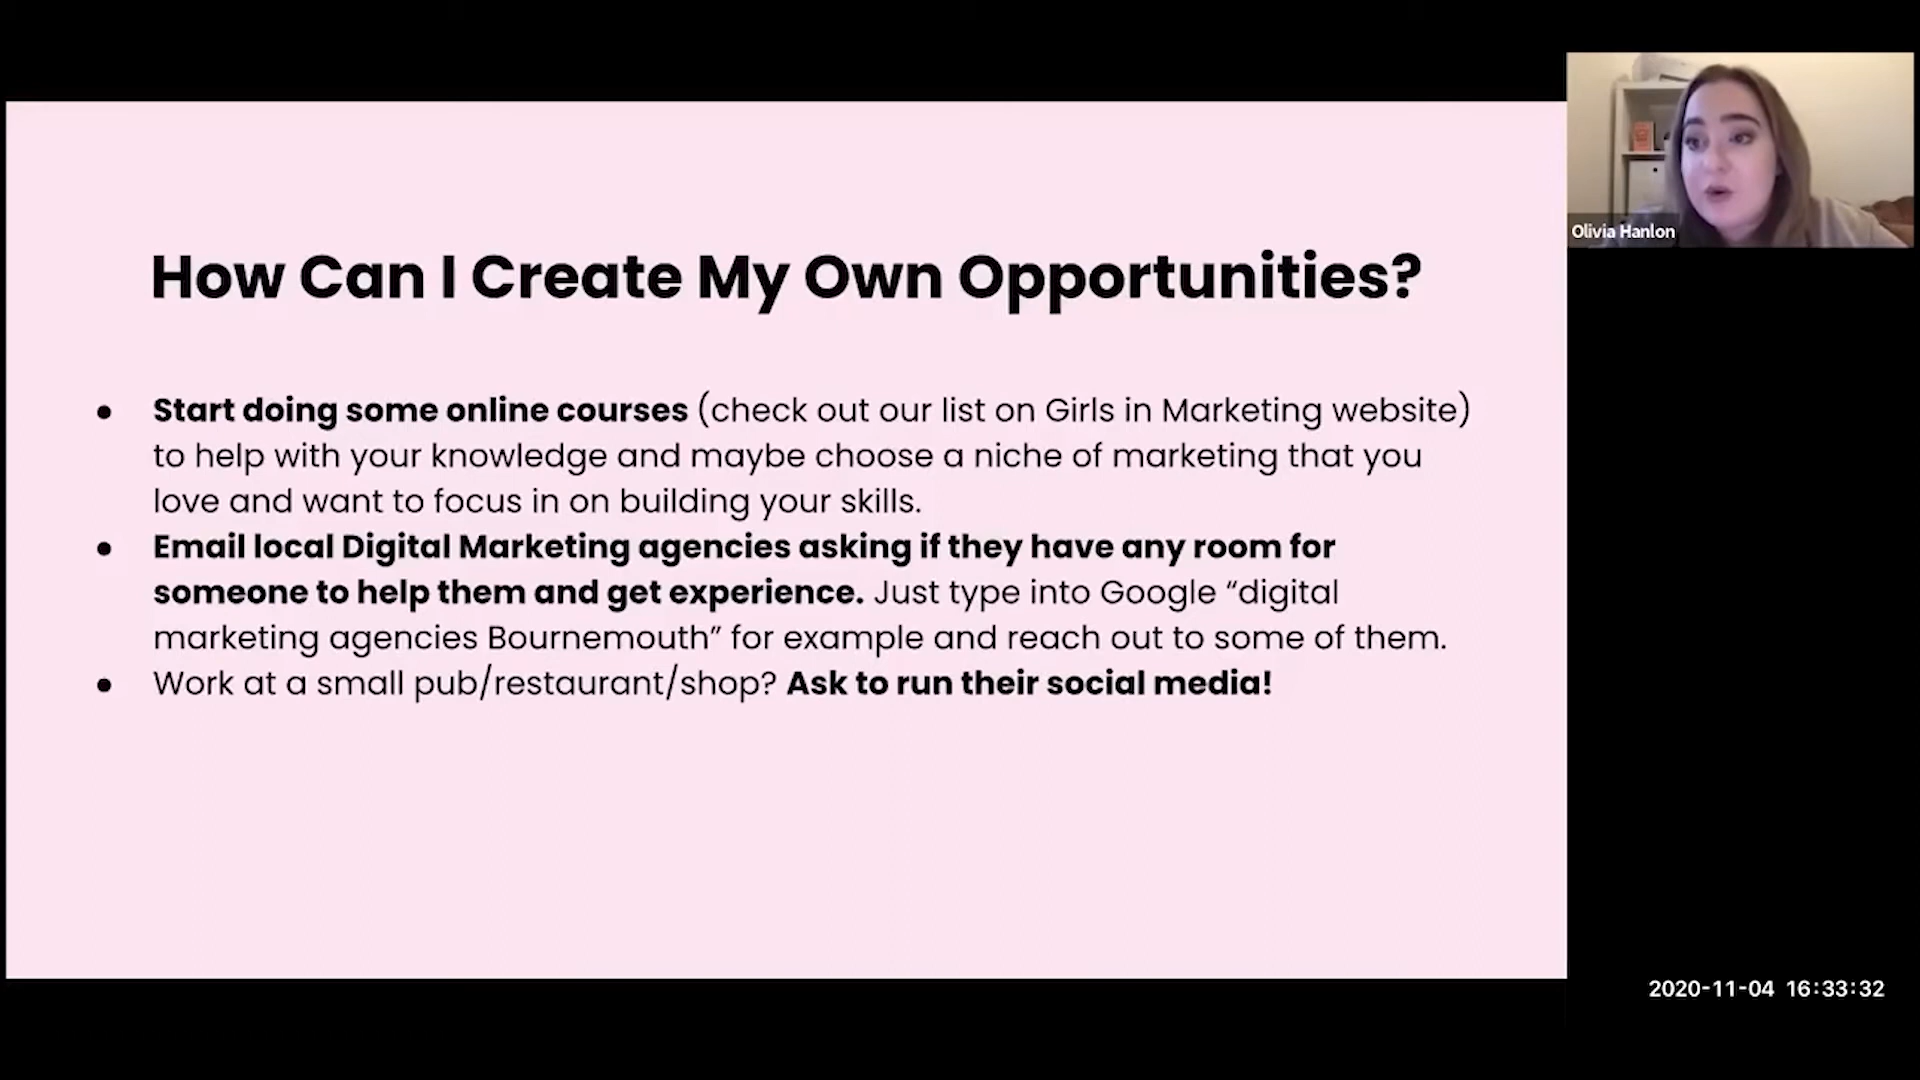 Olivia Hanlon
How Can I Create My Own Opportunities?
● Start doing some online courses (check out our list on Girls in Marketing website)
to help with your knowledge and maybe choose a niche of marketing that you
love and want to focus in on building your skills.
● Email local Digital Marketing agencies asking if they have any room for
someone to help them and get experience. Just type into Google “digital
marketing agencies Bournemouth” for example and reach out to some of them.
● Work at a small pub/restaurant/shop? Ask to run their social media!
2020-11-04 16:33:32